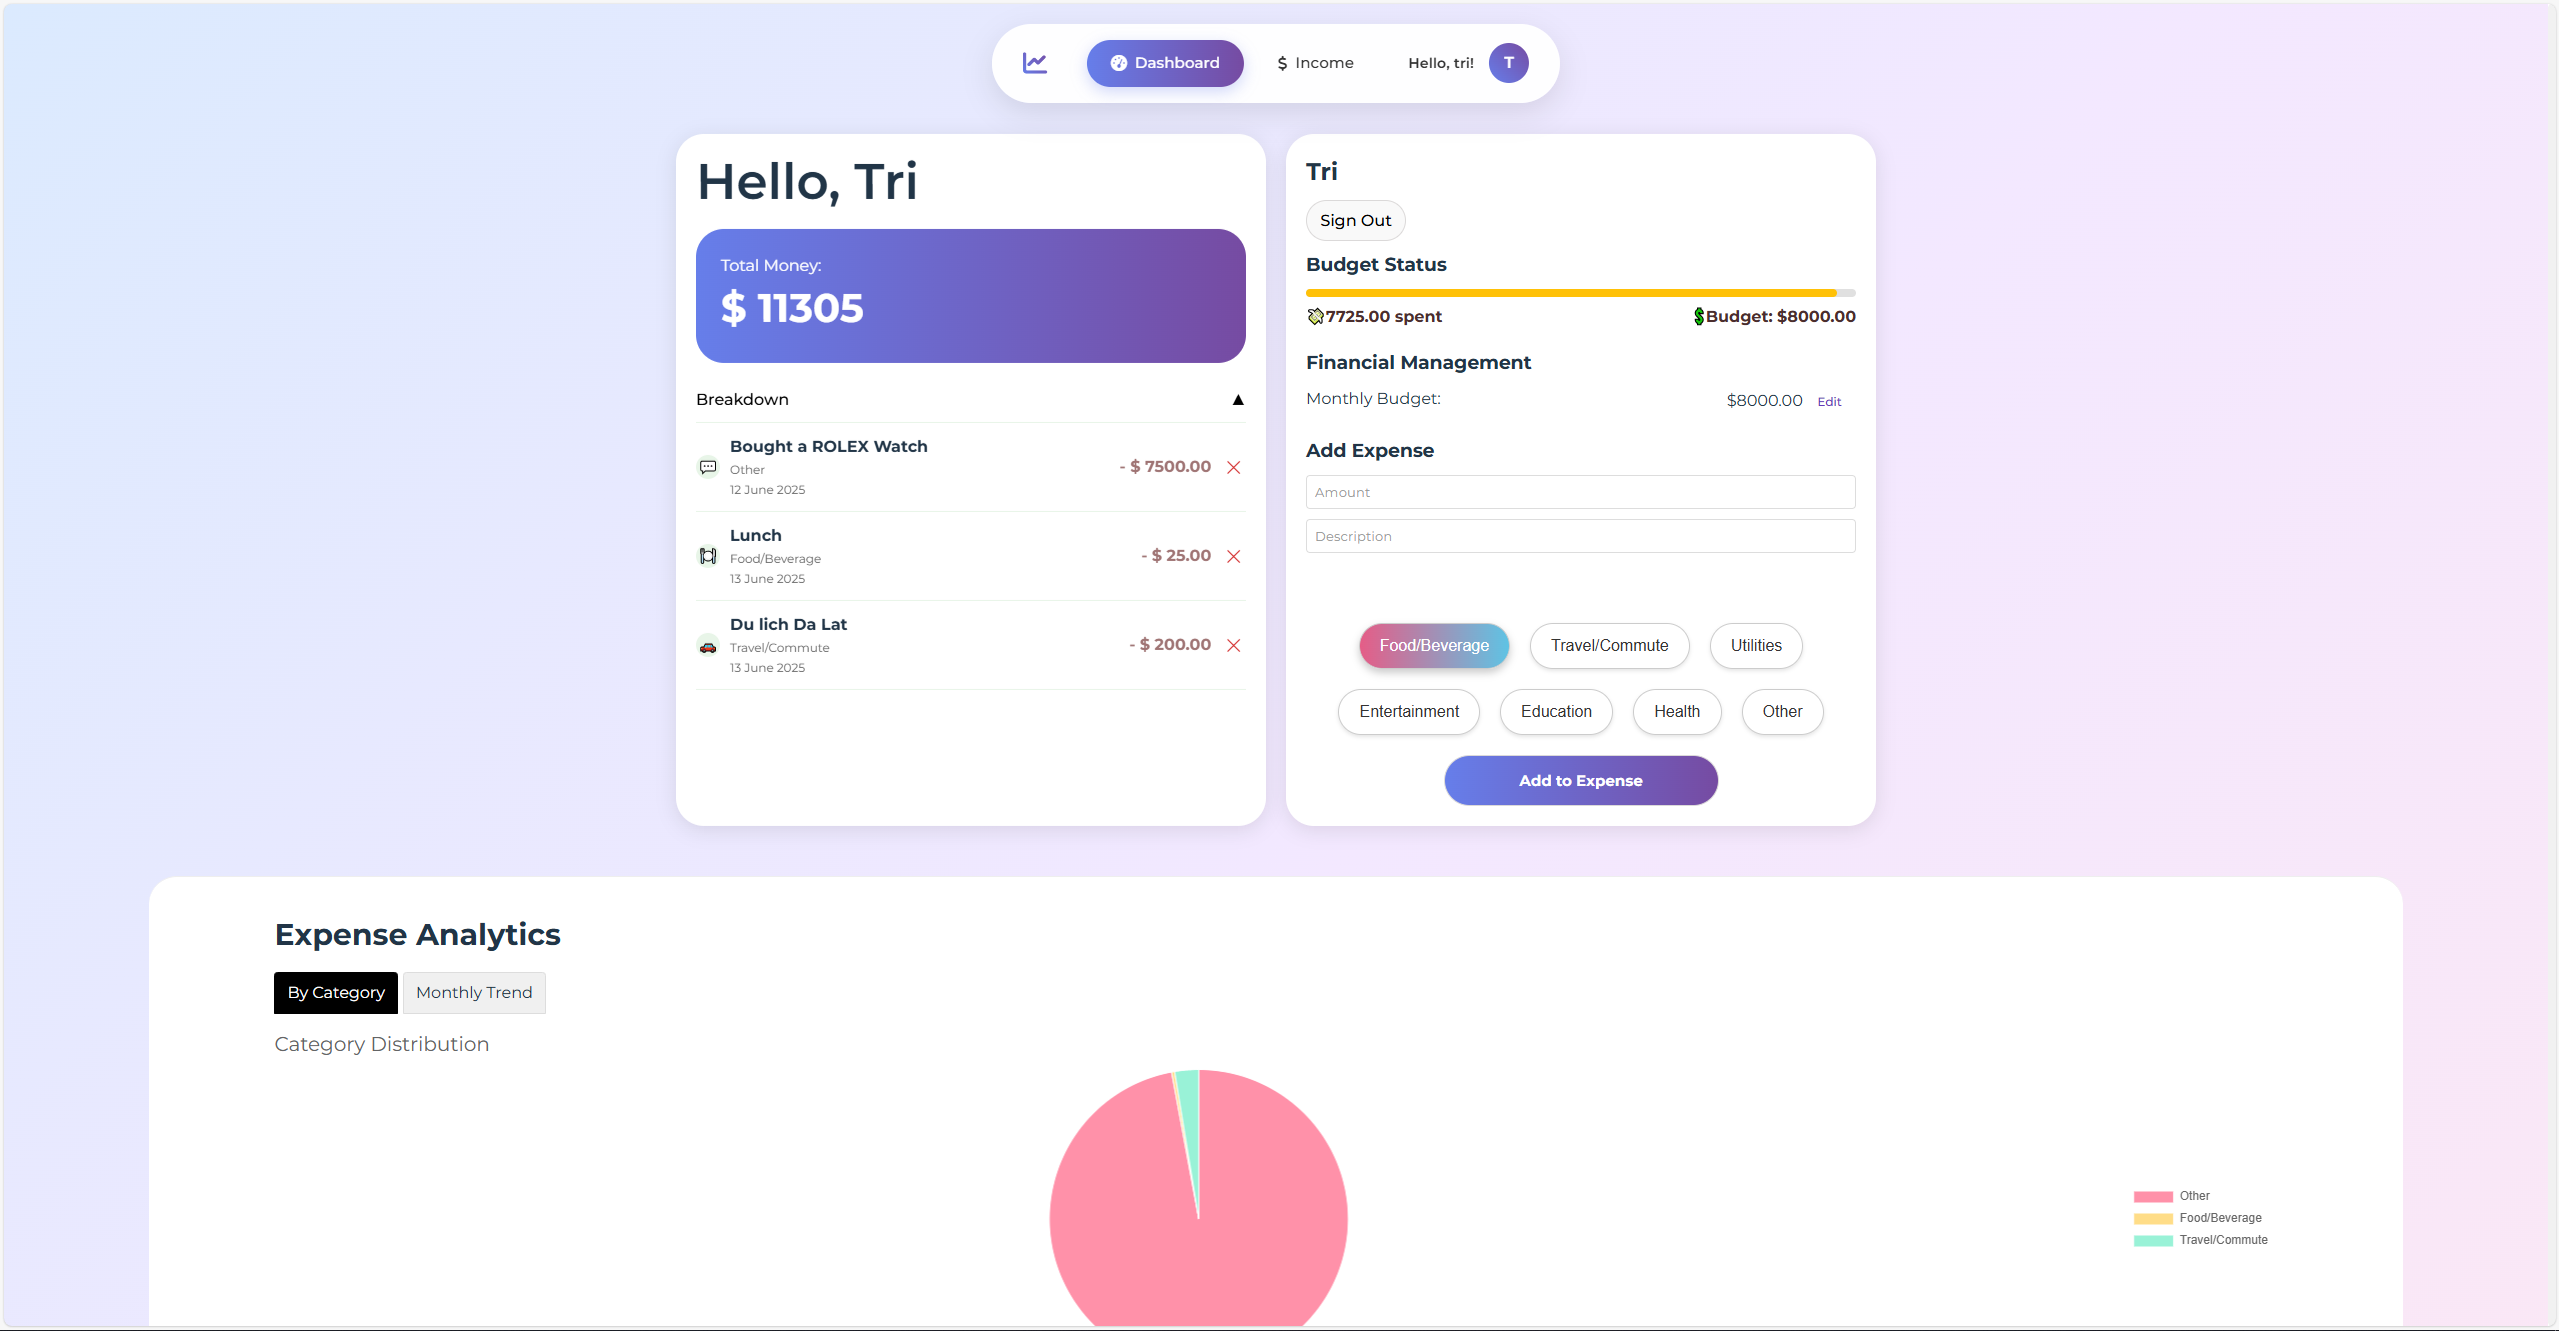 Dashboard
$ Income
Hello, tri!
T
Hello, Tri
Total Money:
$ 11305
Breakdown
▲
Bought a ROLEX Watch
Other
12 June 2025
- $ 7500.00
Lunch
Food/Beverage
13 June 2025
- $ 25.00
Du lich Da Lat
Travel/Commute
13 June 2025
- $ 200.00
Tri
Sign Out
Budget Status
💸7725.00 spent
💲Budget: $8000.00
Financial Management
Monthly Budget:
$8000.00 Edit
Add Expense
Amount
Description
Food/Beverage
Travel/Commute
Utilities
Entertainment
Education
Health
Other
Add to Expense
Expense Analytics
By Category
Monthly Trend
Category Distribution
Other
Food/Beverage
Travel/Commute